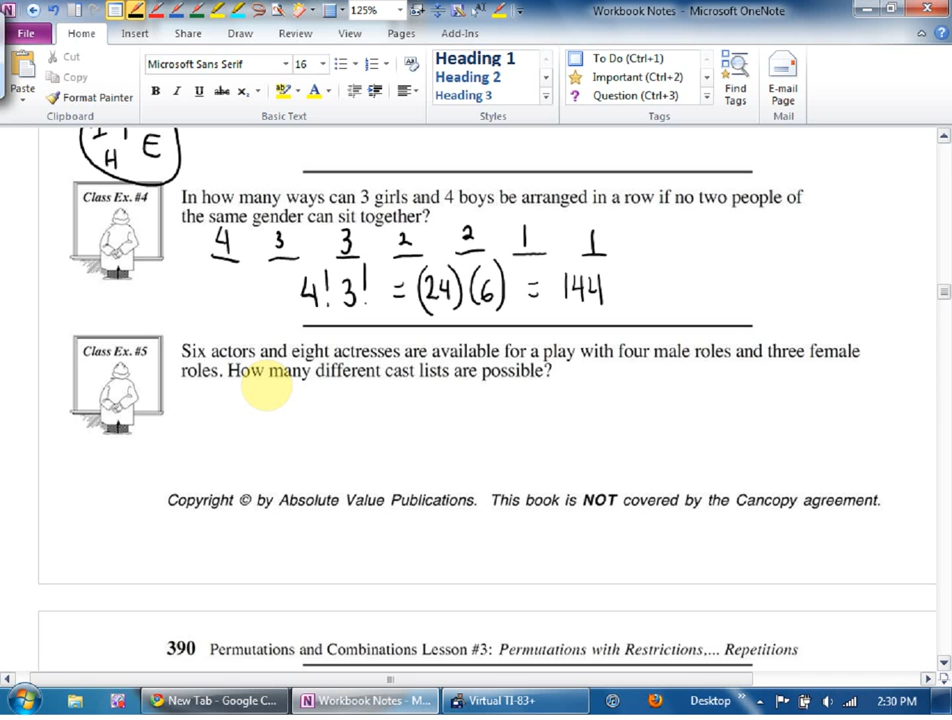 125%
Workbook Notes - Microsoft OneNote
File Home Insert Share Draw Review View Pages Add-Ins
Paste
Cut
Copy
Format Painter
Clipboard
Microsoft Sans Serif 16
B I U abc x₂ A
Basic Text
Heading 1
Heading 2
Heading 3
Styles
To Do (Ctrl+1)
Important (Ctrl+2)
? Question (Ctrl+3)
Tags
Find
Tags
E-mail
Page
Mail
H E
Class Ex. #4
In how many ways can 3 girls and 4 boys be arranged in a row if no two people of
the same gender can sit together?
4 3 3 2 2 1 1
4! 3! = (24)(6) = 144
Class Ex. #5
Six actors and eight actresses are available for a play with four male roles and three female
roles. How many different cast lists are possible?
Copyright © by Absolute Value Publications. This book is NOT covered by the Cancopy agreement.
390 Permutations and Combinations Lesson #3: Permutations with Restrictions,... Repetitions
New Tab - Google C...
Workbook Notes - M...
Virtual TI-83+
Desktop
2:30 PM